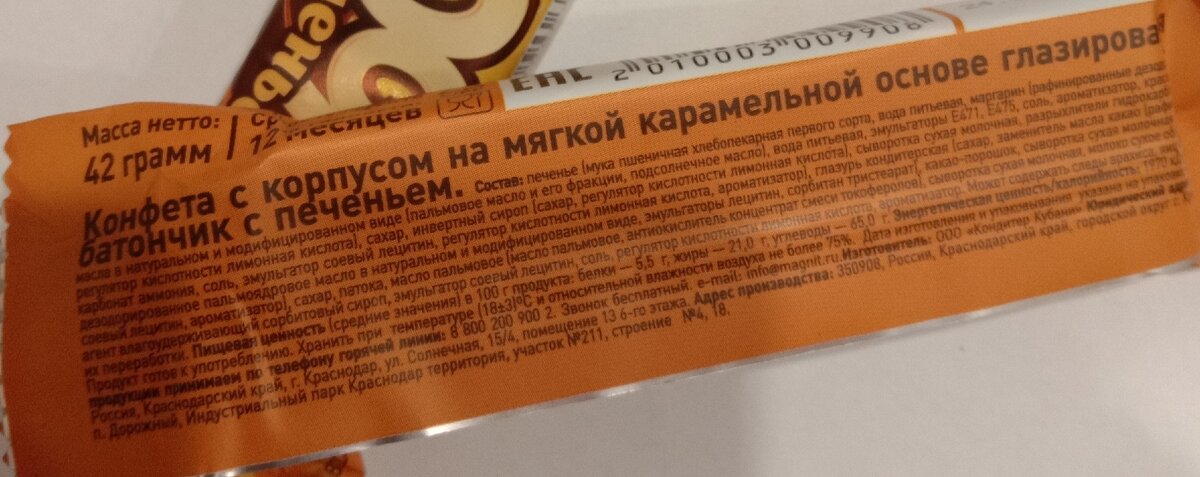 еньє
ЕАС
2 010003 009906
Масса нетто:
42 грамм
12 месяцев
Конфета с корпусом на мягкой карамельной основе глазирова
батончик с печеньем. Состав: печенье (мука пшеничная хлебопекарная первого сорта, вода питьевая, маргарин (рафинированные
масла в натуральном и модифицированном виде (пальмовое масло и его фракции, подсолнечное масло), вода питьевая, эмульгаторы Е471, Е475, соль, ароматизатор,
регулятор кислотности лимонная кислота), сахар, инвертный сироп (сахар, регулятор кислотности лимонная кислота), сыворотка сухая молочная, разрыхлители
карбонат аммония, соль, эмульгатор соевый лецитин, регулятор кислотности лимонная кислота, ароматизатор), глазурь кондитерская (сахар, заменитель масла какао
дезодорированное пальмоядровое масло в натуральном и модифицированном виде, эмульгаторы лецитин, сорбитан тристеарат), какао-порошок, сыворотка сухая
соевый лецитин, ароматизатор), сахар, патока, масло пальмовое (масло пальмовое, антиокислитель концентрат смеси токоферолов), сыворотка сухая молочная, молоко сухое
агент влагоудерживающий сорбитовый сироп, эмульгатор соевый лецитин, соль, регулятор кислотности лимонная кислота, ароматизатор. Может содержать следы арахиса,
их переработки. Пищевая ценность (средние значения) в 100 г продукта: белки – 5,5 г, жиры – 21,0 г, углеводы – 65,0 г. Энергетическая ценность/калорийность:
Продукт готов к употреблению. Хранить при температуре (18±3)°С и относительной влажности воздуха не более 75%. Дата изготовления и упаковывания указана на
продукции принимаем по телефону горячей линии: 8 800 200 900 2. Звонок бесплатный. e-mail: info@magnit.ru Изготовитель: ООО «Кондитер Кубани».
Россия, Краснодарский край, г. Краснодар, ул. Солнечная, 15/4, помещение 13 6-го этажа. Адрес производства: 350908, Россия, Краснодарский край, городской округ г.
п. Дорожный, Индустриальный парк Краснодар территория, участок №211, строение №4, 18.